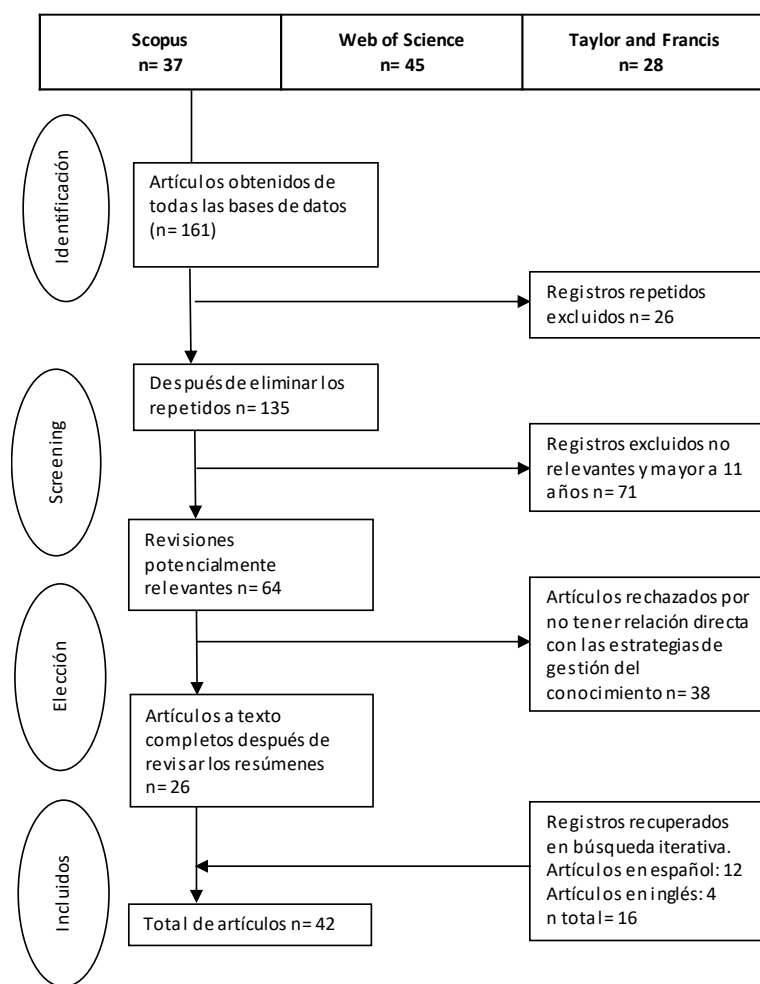 Scopus
n= 37
Web of Science
n= 45
Taylor and Francis
n= 28
Identificación
Artículos obtenidos de
todas las bases de datos
(n= 161)
Registros repetidos
excluidos n= 26
Screening
Después de eliminar los
repetidos n= 135
Registros excluidos no
relevantes y mayor a 11
años n= 71
Revisiones
potencialmente
relevantes n= 64
Elección
Artículos rechazados por
no tener relación directa
con las estrategias de
gestión del
conocimiento n= 38
Artículos a texto
completos después de
revisar los resúmenes
n= 26
Incluidos
Registros recuperados
en búsqueda iterativa.
Artículos en español: 12
Artículos en inglés: 4
n total= 16
Total de artículos n= 42